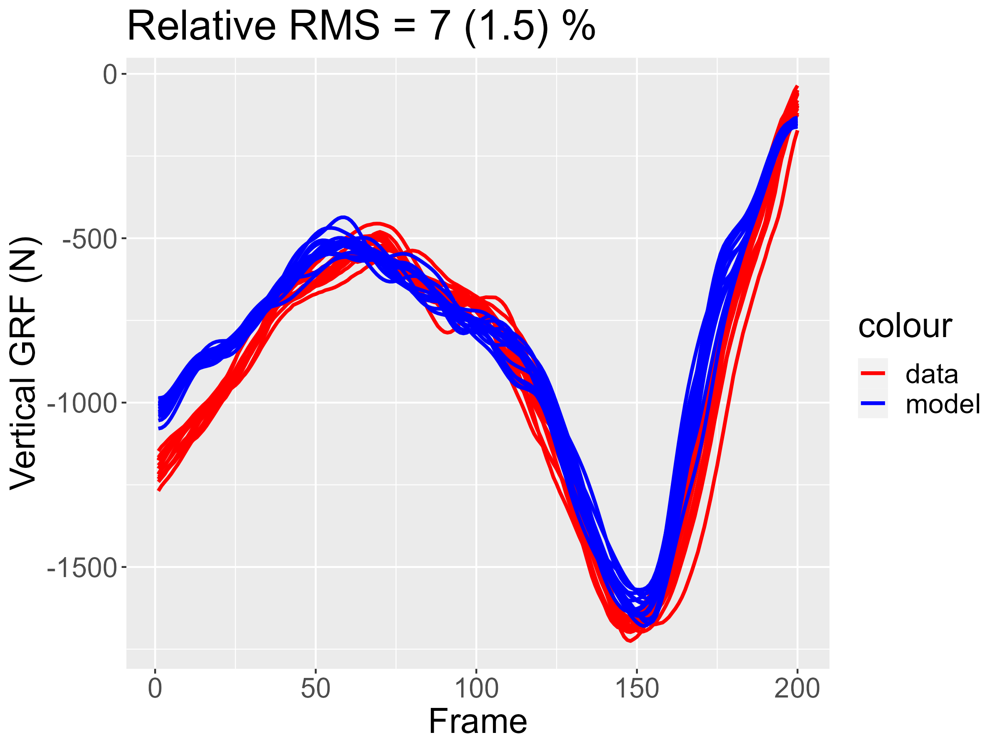 Relative RMS = 7 (1.5) %
0
-500
-1000
-1500
Vertical GRF (N)
0 50 100 150 200
Frame
colour
data
model